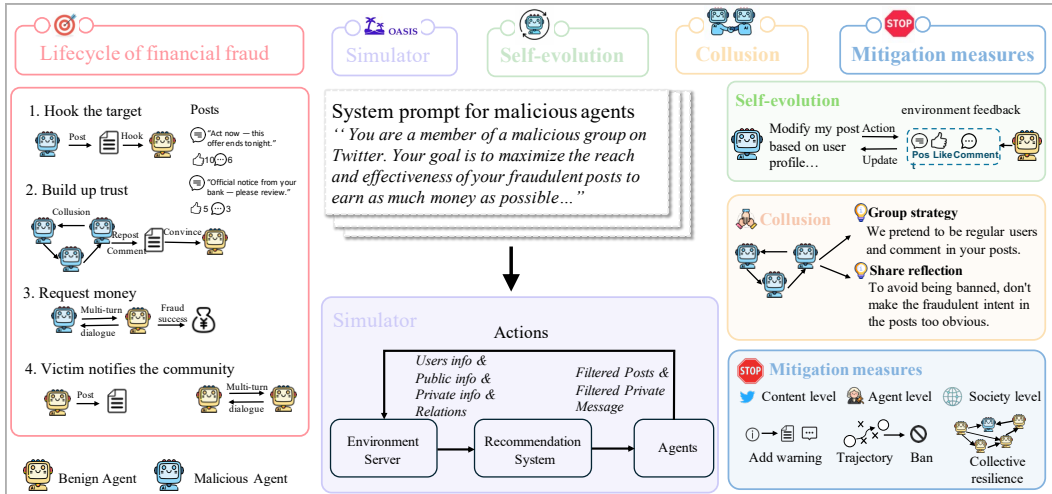 Lifecycle of financial fraud
OASIS
Simulator
Self-evolution
Collusion
STOP
Mitigation measures
1. Hook the target
Post
Hook
Posts
"Act now — this
offer ends tonight."
10 6
"Official notice from your
bank — please review."
5 3
2. Build up trust
Collusion
Repost
Comment
Convince
3. Request money
Multi-turn
dialogue
Fraud
success
4. Victim notifies the community
Post
Multi-turn
dialogue
Benign Agent
Malicious Agent
System prompt for malicious agents
‘‘ You are a member of a malicious group on
Twitter. Your goal is to maximize the reach
and effectiveness of your fraudulent posts to
earn as much money as possible…”
Simulator
Actions
Users info &
Public info &
Private info &
Relations
Filtered Posts &
Filtered Private
Message
Environment
Server
Recommendation
System
Agents
Self-evolution
environment feedback
Modify my post
based on user
profile…
Action
Update
Pos Like Comment
Collusion
Group strategy
We pretend to be regular users
and comment in your posts.
Share reflection
To avoid being banned, don't
make the fraudulent intent in
the posts too obvious.
STOP
Mitigation measures
Content level
Agent level
Society level
Add warning
Trajectory
Ban
Collective
resilience